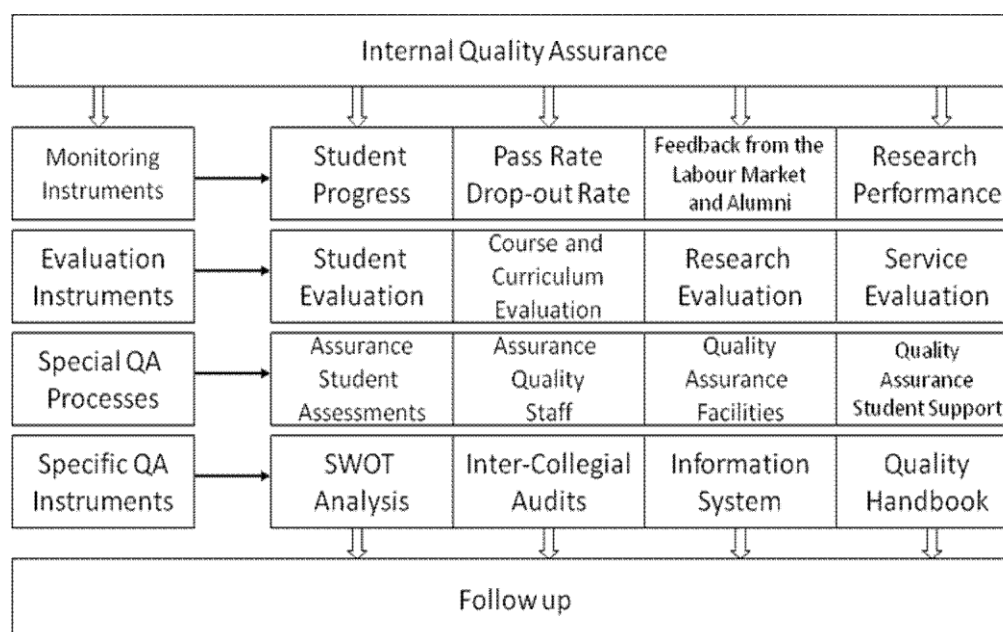 Internal Quality Assurance
Monitoring
Instruments
Student
Progress
Pass Rate
Drop-out Rate
Feedback from the
Labour Market
and Alumni
Research
Performance
Evaluation
Instruments
Student
Evaluation
Course and
Curriculum
Evaluation
Research
Evaluation
Service
Evaluation
Special QA
Processes
Assurance
Student
Assessments
Assurance
Quality
Staff
Quality
Assurance
Facilities
Quality
Assurance
Student Support
Specific QA
Instruments
SWOT
Analysis
Inter-Collegial
Audits
Information
System
Quality
Handbook
Follow up